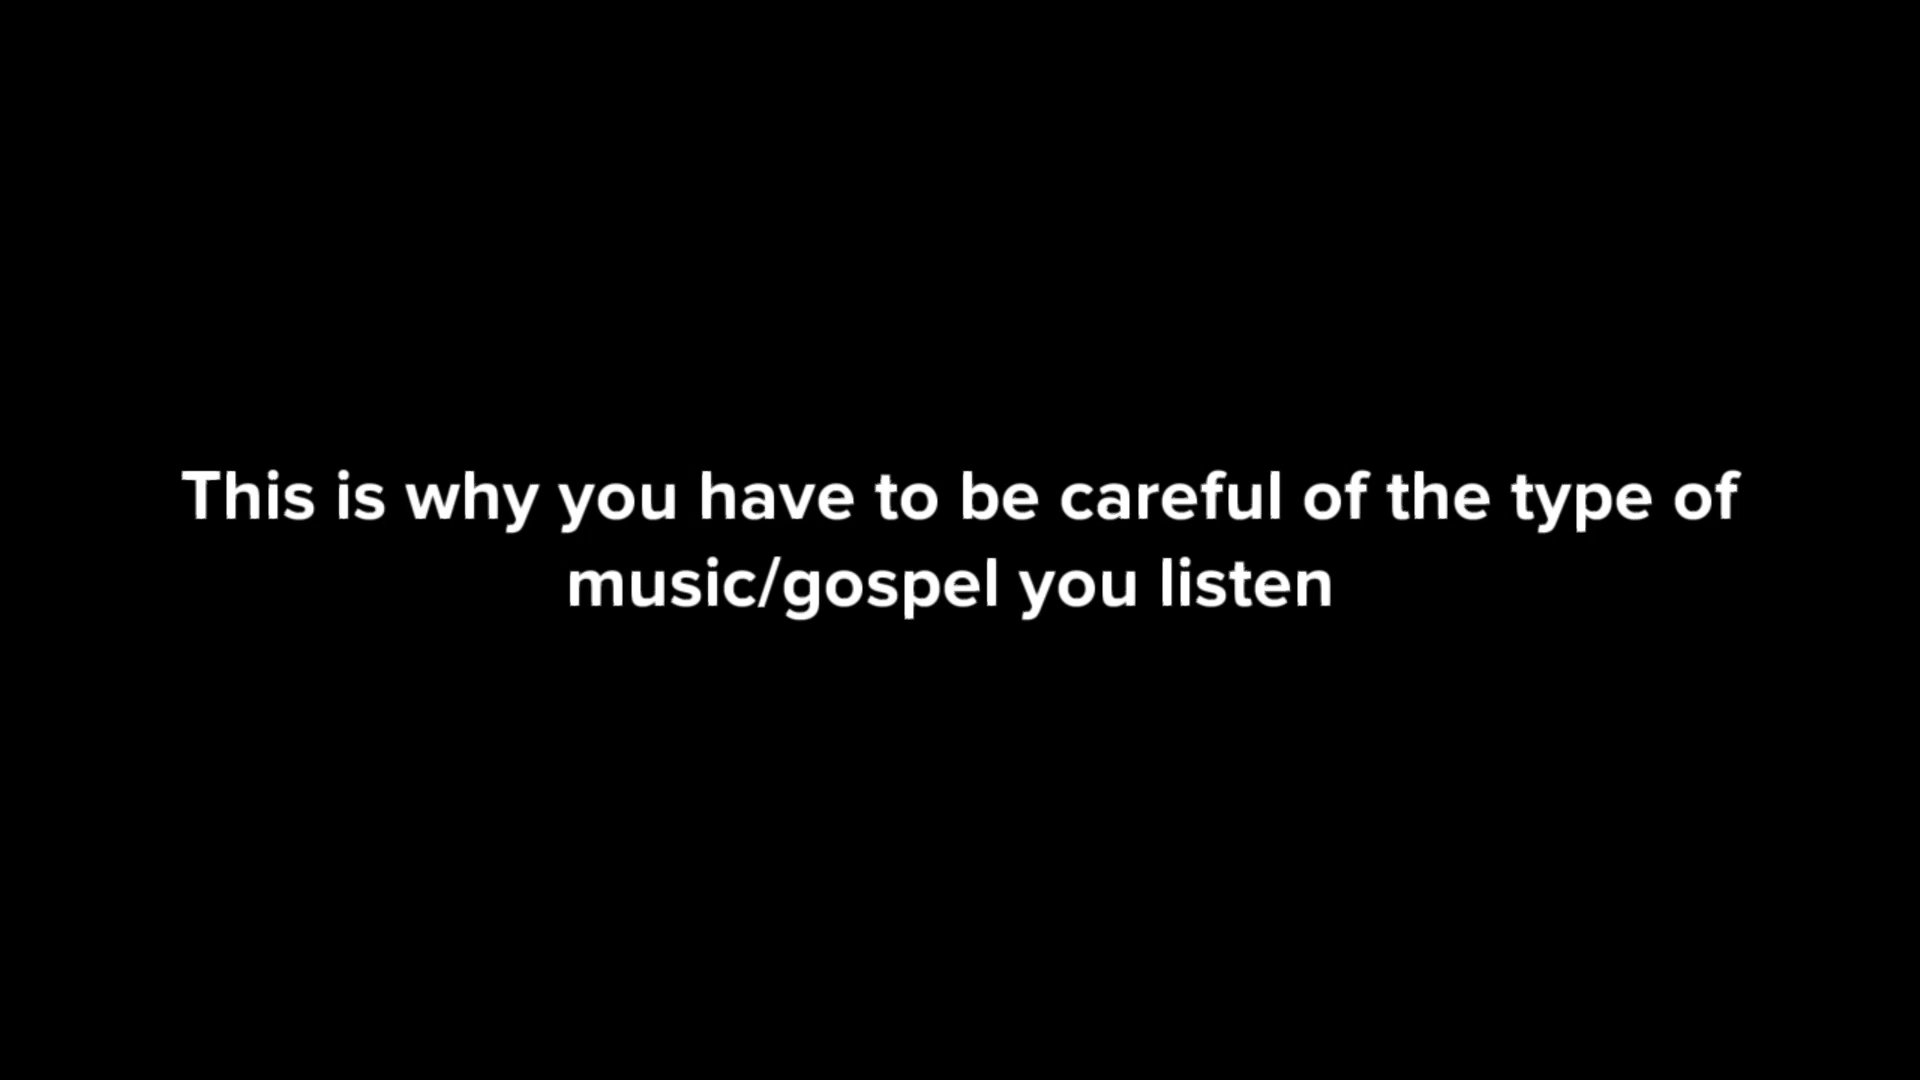 This is why you have to be careful of the type of
music/gospel you listen